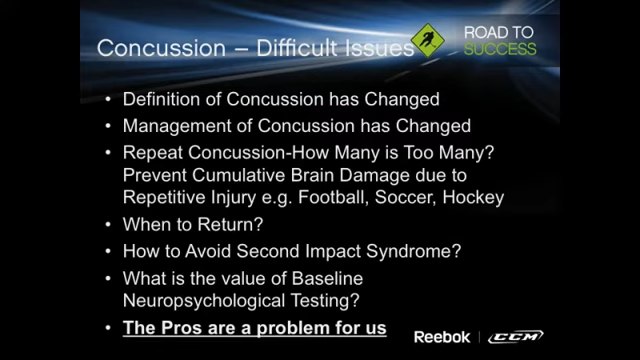 Concussion – Difficult Issues
ROAD TO
SUCCESS
• Definition of Concussion has Changed
• Management of Concussion has Changed
• Repeat Concussion-How Many is Too Many?
Prevent Cumulative Brain Damage due to
Repetitive Injury e.g. Football, Soccer, Hockey
• When to Return?
• How to Avoid Second Impact Syndrome?
• What is the value of Baseline
Neuropsychological Testing?
• The Pros are a problem for us
Reebok | CCM